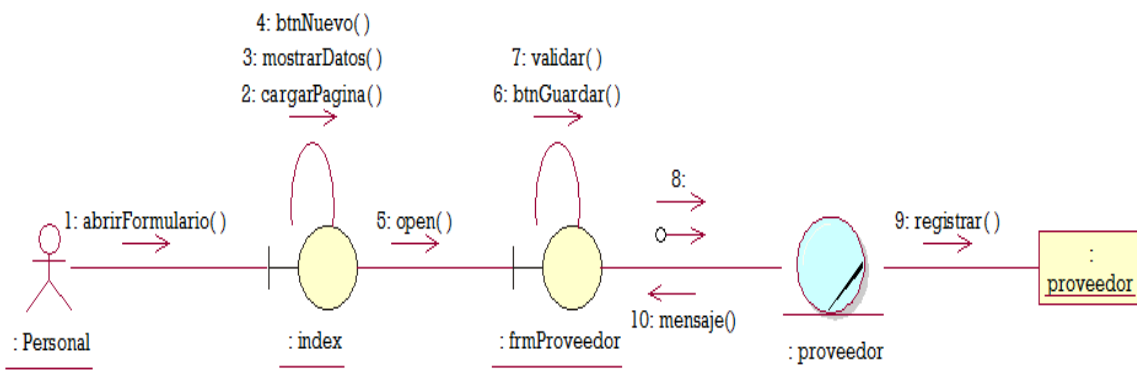 4: btnNuevo( )
3: mostrarDatos( )
2: cargarPagina( )
7: validar( )
6: btnGuardar( )
1: abrirFormulario( )
5: open( )
8:
9: registrar( )
10: mensaje()
:
proveedor
: Personal
: index
: frmProveedor
: proveedor